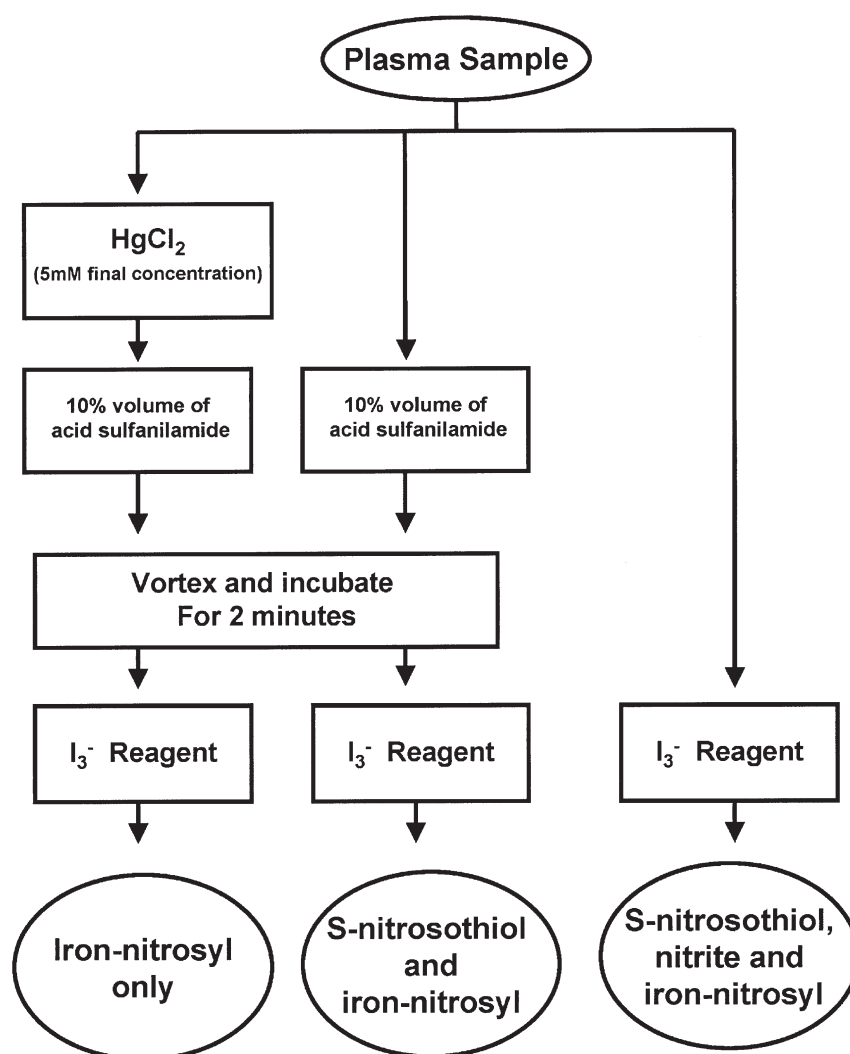 Plasma Sample
HgCl₂
(5mM final concentration)
10% volume of
acid sulfanilamide
10% volume of
acid sulfanilamide
Vortex and incubate
For 2 minutes
I₃⁻ Reagent
I₃⁻ Reagent
I₃⁻ Reagent
Iron-nitrosyl
only
S-nitrosothiol
and
iron-nitrosyl
S-nitrosothiol,
nitrite and
iron-nitrosyl